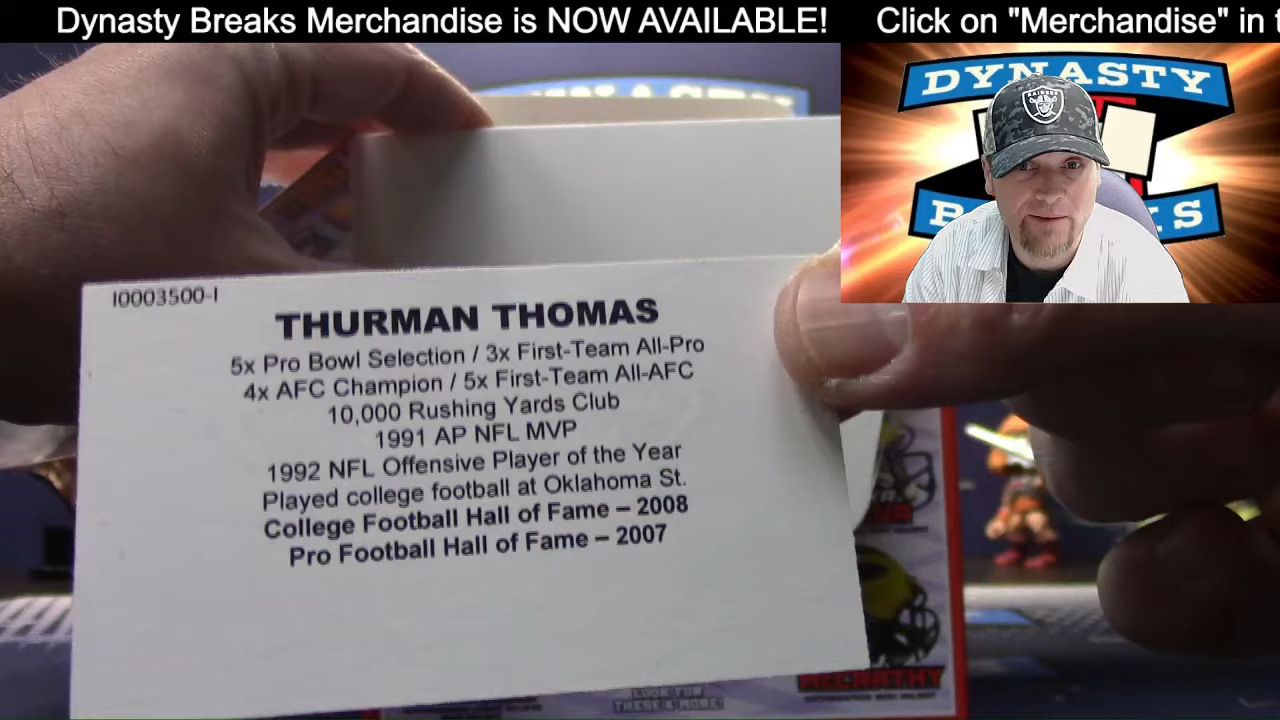 Dynasty Breaks Merchandise is NOW AVAILABLE! Click on "Merchandise" in
DYNASTY
RAIDERS
I0003500-I
THURMAN THOMAS
5x Pro Bowl Selection / 3x First-Team All-Pro
4x AFC Champion / 5x First-Team All-AFC
10,000 Rushing Yards Club
1991 AP NFL MVP
1992 NFL Offensive Player of the Year
Played college football at Oklahoma St.
College Football Hall of Fame – 2008
Pro Football Hall of Fame – 2007
McCARTHY
LOOK FOR
THESE & MORE!